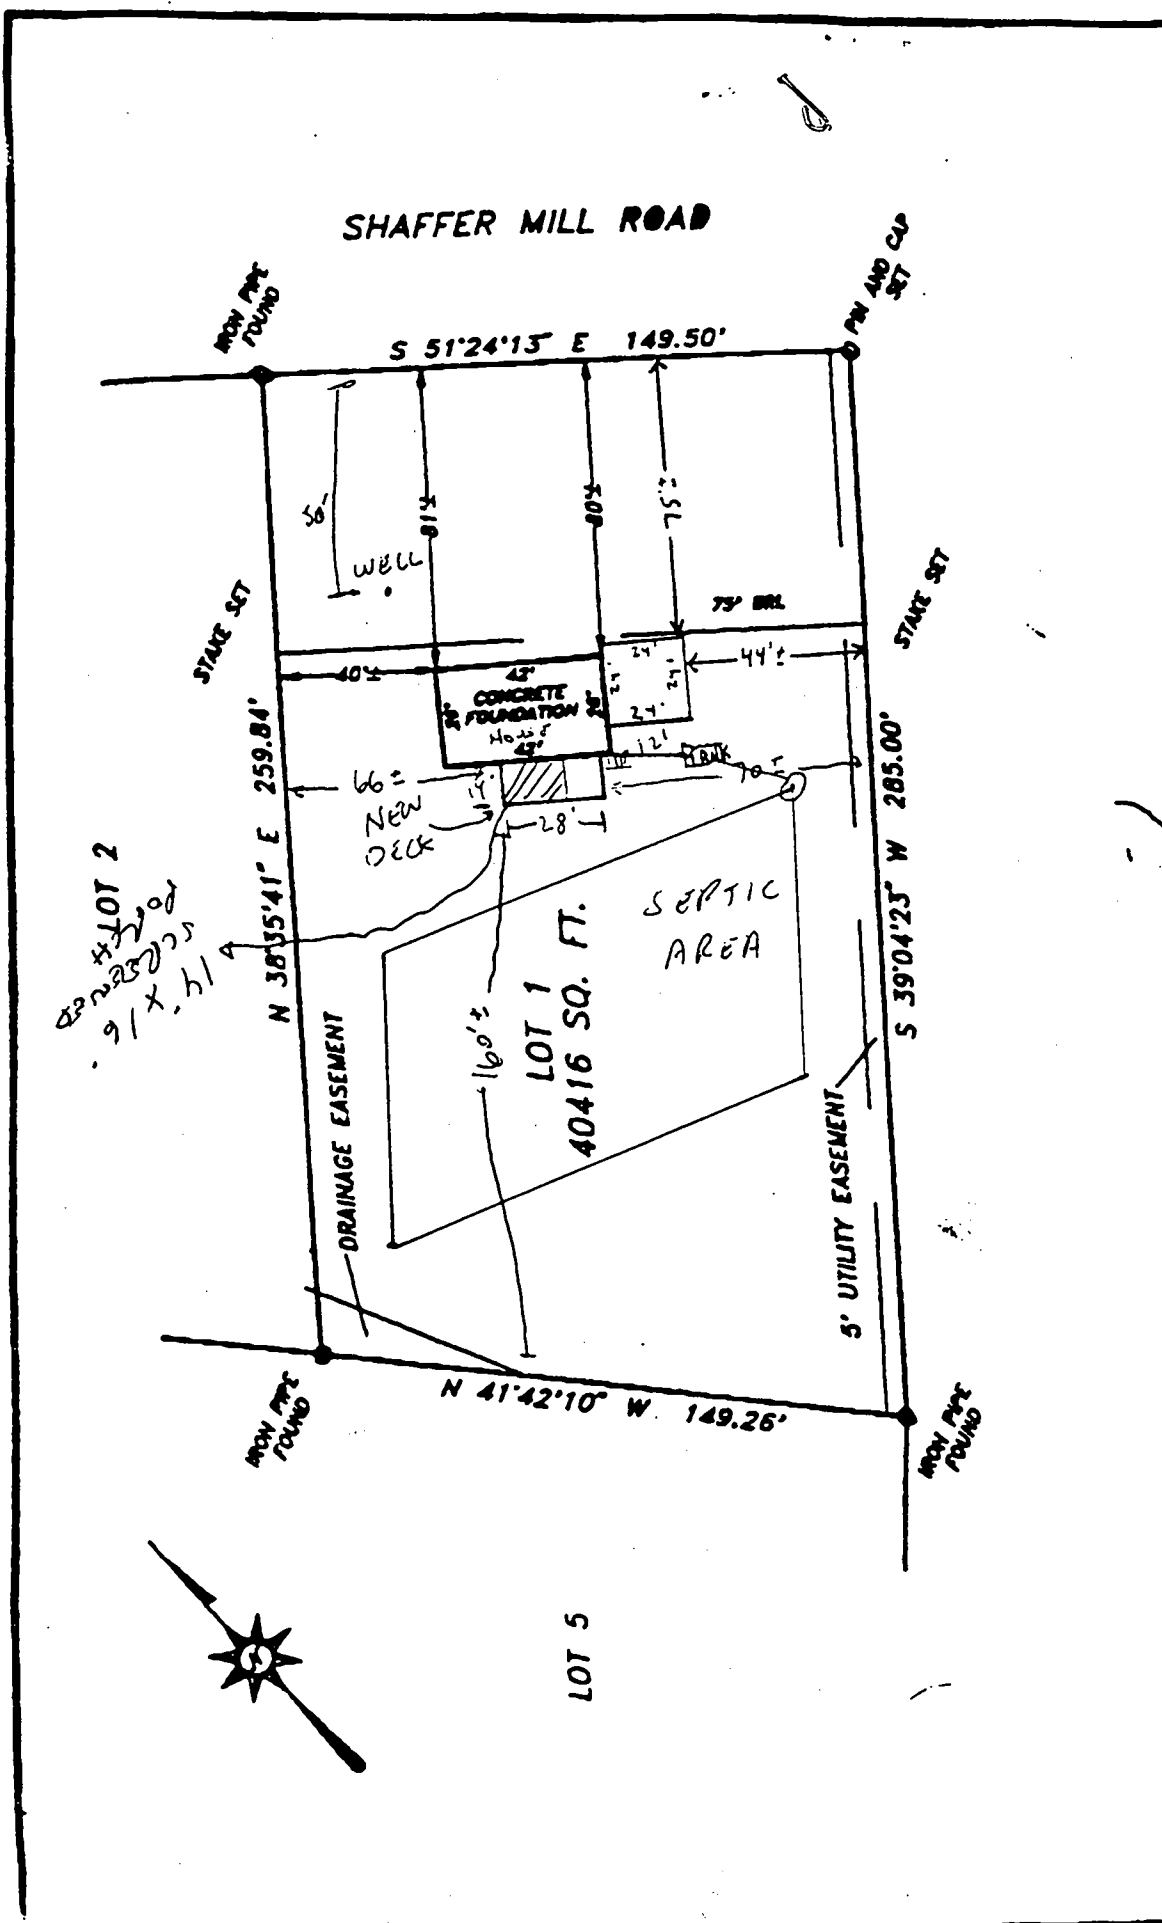 SHAFFER MILL ROAD
IRON PIPE
FOUND
PIN AND CAP
SET
S 51°24'13" E 149.50'
50'
WELL
81'±
80'±
75'±
STAKE SET
STAKE SET
75' BRL
40'±
42'
CONCRETE
FOUNDATION
House
42'
24'
24'
24'
24'
44'±
12'
TANK
66'±
14'
NEW
DECK
28'
LOT 2
14' X 16'
SCREENED
PORCH
N 38°35'41" E 259.84'
S 39°04'23" W 285.00'
SEPTIC
AREA
LOT 1
40416 SQ. FT.
160'±
DRAINAGE EASEMENT
5' UTILITY EASEMENT
N 41°42'10" W 149.26'
IRON PIPE
FOUND
IRON PIPE
FOUND
LOT 5